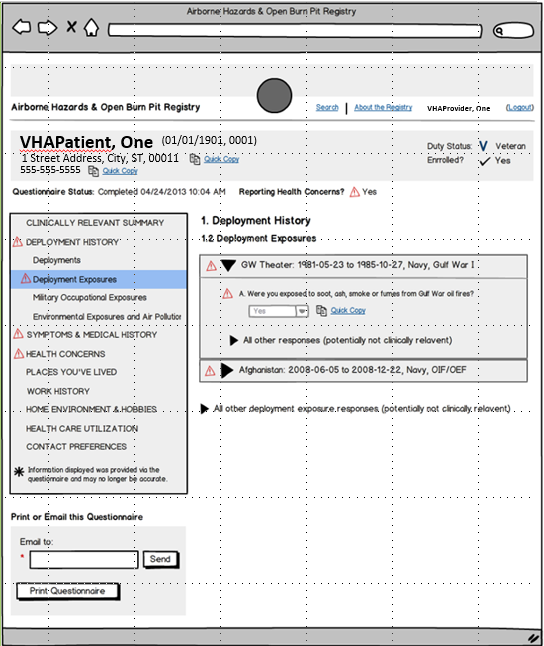 Airborne Hazards & Open Burn Pit Registry
Airborne Hazards & Open Burn Pit Registry
Search | About the Registry VHAProvider, One (Logout)
VHAPatient, One (01/01/1901, 0001)
1 Street Address, City, ST, 00011 Quick Copy
555-555-5555 Quick Copy
Duty Status: V Veteran
Enrolled? Yes
Questionnaire Status: Completed 04/24/2013 10:04 AM Reporting Health Concerns? Yes
CLINICALLY RELEVANT SUMMARY
DEPLOYMENT HISTORY
Deployments
Deployment Exposures
Military Occupational Exposures
Environmental Exposures and Air Pollution
SYMPTOMS & MEDICAL HISTORY
HEALTH CONCERNS
PLACES YOU'VE LIVED
WORK HISTORY
HOME ENVIRONMENT & HOBBIES
HEALTH CARE UTILIZATION
CONTACT PREFERENCES
* Information displayed was provided via the
questionnaire and may no longer be accurate.
1. Deployment History
1.2 Deployment Exposures
GW Theater: 1981-05-23 to 1985-10-27, Navy, Gulf War I
A. Were you exposed to soot, ash, smoke or fumes from Gulf War oil fires?
Yes Quick Copy
All other responses (potentially not clinically relavent)
Afghanistan: 2008-06-05 to 2008-12-22, Navy, OIF/OEF
All other deployment exposure responses (potentially not clinically relavent)
Print or Email this Questionnaire
Email to:
* Send
Print Questionnaire